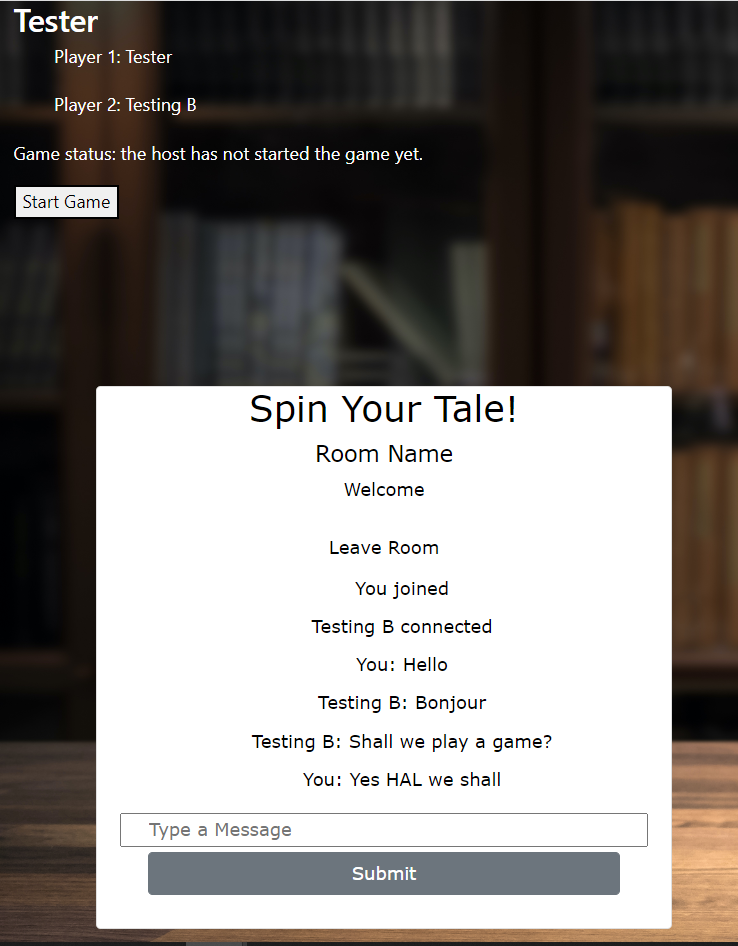 Tester
Player 1: Tester
Player 2: Testing B
Game status: the host has not started the game yet.
Start Game
Spin Your Tale!
Room Name
Welcome
Leave Room
You joined
Testing B connected
You: Hello
Testing B: Bonjour
Testing B: Shall we play a game?
You: Yes HAL we shall
Type a Message
Submit